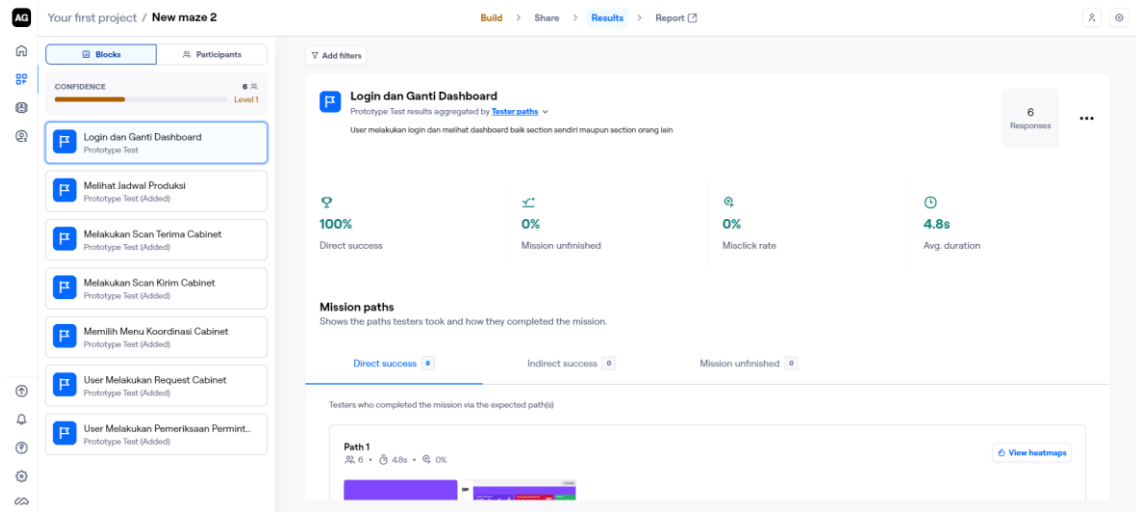 AG
Your first project / New maze 2
Build > Share > Results > Report
Blocks
Participants
CONFIDENCE
6
Level 1
Login dan Ganti Dashboard
Prototype Test
Melihat Jadwal Produksi
Prototype Test (Added)
Melakukan Scan Terima Cabinet
Prototype Test (Added)
Melakukan Scan Kirim Cabinet
Prototype Test (Added)
Memilih Menu Koordinasi Cabinet
Prototype Test (Added)
User Melakukan Request Cabinet
Prototype Test (Added)
User Melakukan Pemeriksaan Permint...
Prototype Test (Added)
Add filters
Login dan Ganti Dashboard
Prototype Test results aggregated by Tester paths
User melakukan login dan melihat dashboard baik section sendiri maupun section orang lain
6
Responses
100%
Direct success
0%
Mission unfinished
0%
Misclick rate
4.8s
Avg. duration
Mission paths
Shows the paths testers took and how they completed the mission.
Direct success 6
Indirect success 0
Mission unfinished 0
Testers who completed the mission via the expected path(s)
Path 1
6 • 4.8s • 0%
View heatmaps